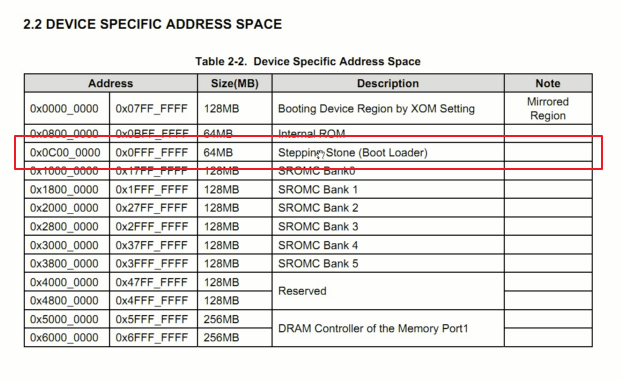 2.2 DEVICE SPECIFIC ADDRESS SPACE
Table 2-2. Device Specific Address Space
Address Size(MB) Description Note
0x0000_0000 0x07FF_FFFF 128MB Booting Device Region by XOM Setting Mirrored Region
0x0800_0000 0x0BFF_FFFF 64MB Internal ROM
0x0C00_0000 0x0FFF_FFFF 64MB Stepping Stone (Boot Loader)
0x1000_0000 0x17FF_FFFF 128MB SROMC Bank0
0x1800_0000 0x1FFF_FFFF 128MB SROMC Bank 1
0x2000_0000 0x27FF_FFFF 128MB SROMC Bank 2
0x2800_0000 0x2FFF_FFFF 128MB SROMC Bank 3
0x3000_0000 0x37FF_FFFF 128MB SROMC Bank 4
0x3800_0000 0x3FFF_FFFF 128MB SROMC Bank 5
0x4000_0000 0x47FF_FFFF 128MB Reserved
0x4800_0000 0x4FFF_FFFF 128MB
0x5000_0000 0x5FFF_FFFF 256MB DRAM Controller of the Memory Port1
0x6000_0000 0x6FFF_FFFF 256MB